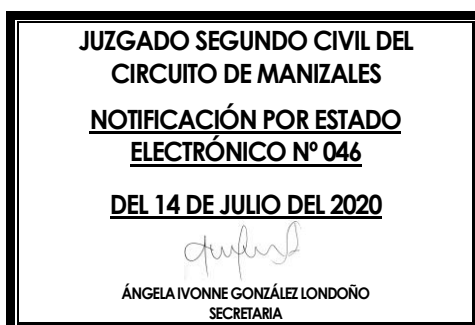 JUZGADO SEGUNDO CIVIL DEL
CIRCUITO DE MANIZALES
NOTIFICACIÓN POR ESTADO
ELECTRÓNICO Nº 046
DEL 14 DE JULIO DEL 2020
ÁNGELA IVONNE GONZÁLEZ LONDOÑO
SECRETARIA